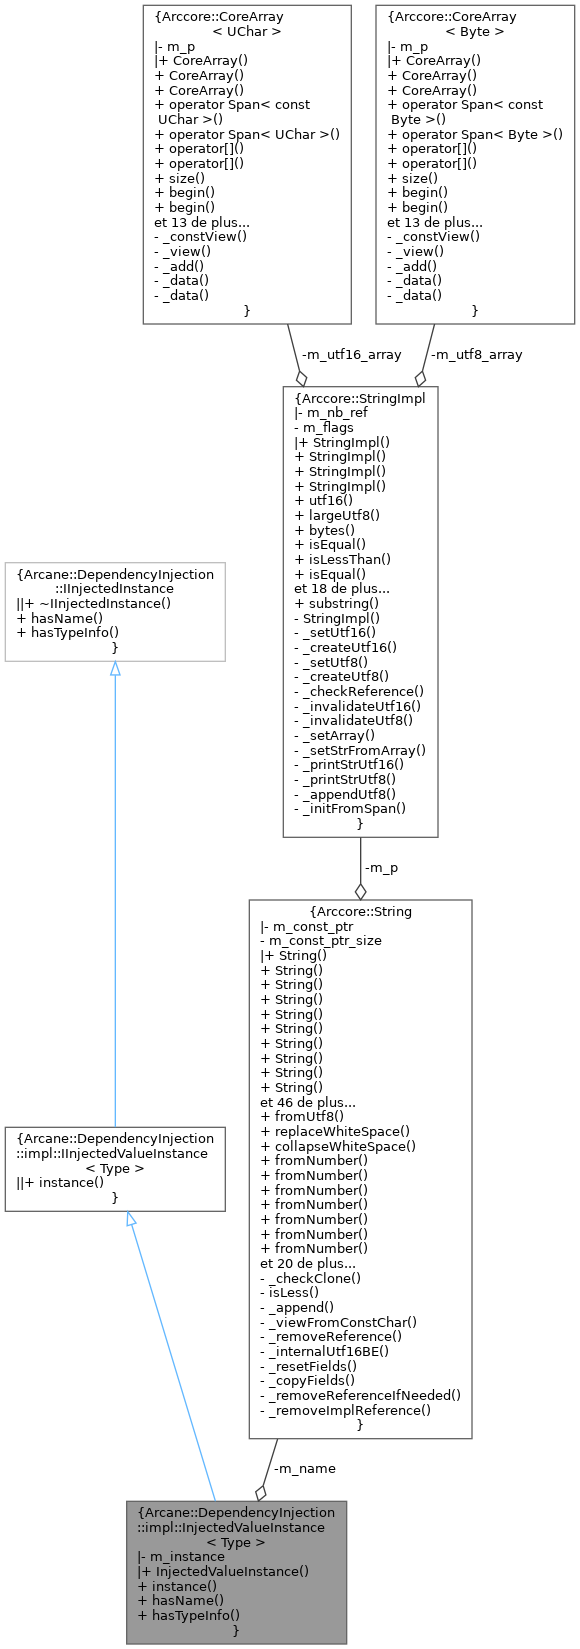 {Arccore::CoreArray
< UChar >
|- m_p
|+ CoreArray()
+ CoreArray()
+ CoreArray()
+ operator Span< const
UChar >()
+ operator Span< UChar >()
+ operator[]()
+ operator[]()
+ size()
+ begin()
+ begin()
et 13 de plus...
- _constView()
- _view()
- _add()
- _data()
- _data()
}
{Arccore::CoreArray
< Byte >
|- m_p
|+ CoreArray()
+ CoreArray()
+ CoreArray()
+ operator Span< const
Byte >()
+ operator Span< Byte >()
+ operator[]()
+ operator[]()
+ size()
+ begin()
+ begin()
et 13 de plus...
- _constView()
- _view()
- _add()
- _data()
- _data()
}
-m_utf16_array
-m_utf8_array
{Arccore::StringImpl
|- m_nb_ref
- m_flags
|+ StringImpl()
+ StringImpl()
+ StringImpl()
+ StringImpl()
+ utf16()
+ largeUtf8()
+ bytes()
+ isEqual()
+ isLessThan()
+ isEqual()
et 18 de plus...
+ substring()
- StringImpl()
- _setUtf16()
- _createUtf16()
- _setUtf8()
- _createUtf8()
- _checkReference()
- _invalidateUtf16()
- _invalidateUtf8()
- _setArray()
- _setStrFromArray()
- _printStrUtf16()
- _printStrUtf8()
- _appendUtf8()
- _initFromSpan()
}
{Arcane::DependencyInjection
::IInjectedInstance
||+ ~IInjectedInstance()
+ hasName()
+ hasTypeInfo()
}
-m_p
{Arccore::String
|- m_const_ptr
- m_const_ptr_size
|+ String()
+ String()
+ String()
+ String()
+ String()
+ String()
+ String()
+ String()
+ String()
+ String()
et 46 de plus...
+ fromUtf8()
+ replaceWhiteSpace()
+ collapseWhiteSpace()
+ fromNumber()
+ fromNumber()
+ fromNumber()
+ fromNumber()
+ fromNumber()
+ fromNumber()
+ fromNumber()
et 20 de plus...
- _checkClone()
- isLess()
- _append()
- _viewFromConstChar()
- _removeReference()
- _internalUtf16BE()
- _resetFields()
- _copyFields()
- _removeReferenceIfNeeded()
- _removeImplReference()
}
{Arcane::DependencyInjection
::impl::IInjectedValueInstance
< Type >
||+ instance()
}
-m_name
{Arcane::DependencyInjection
::impl::InjectedValueInstance
< Type >
|- m_instance
|+ InjectedValueInstance()
+ instance()
+ hasName()
+ hasTypeInfo()
}